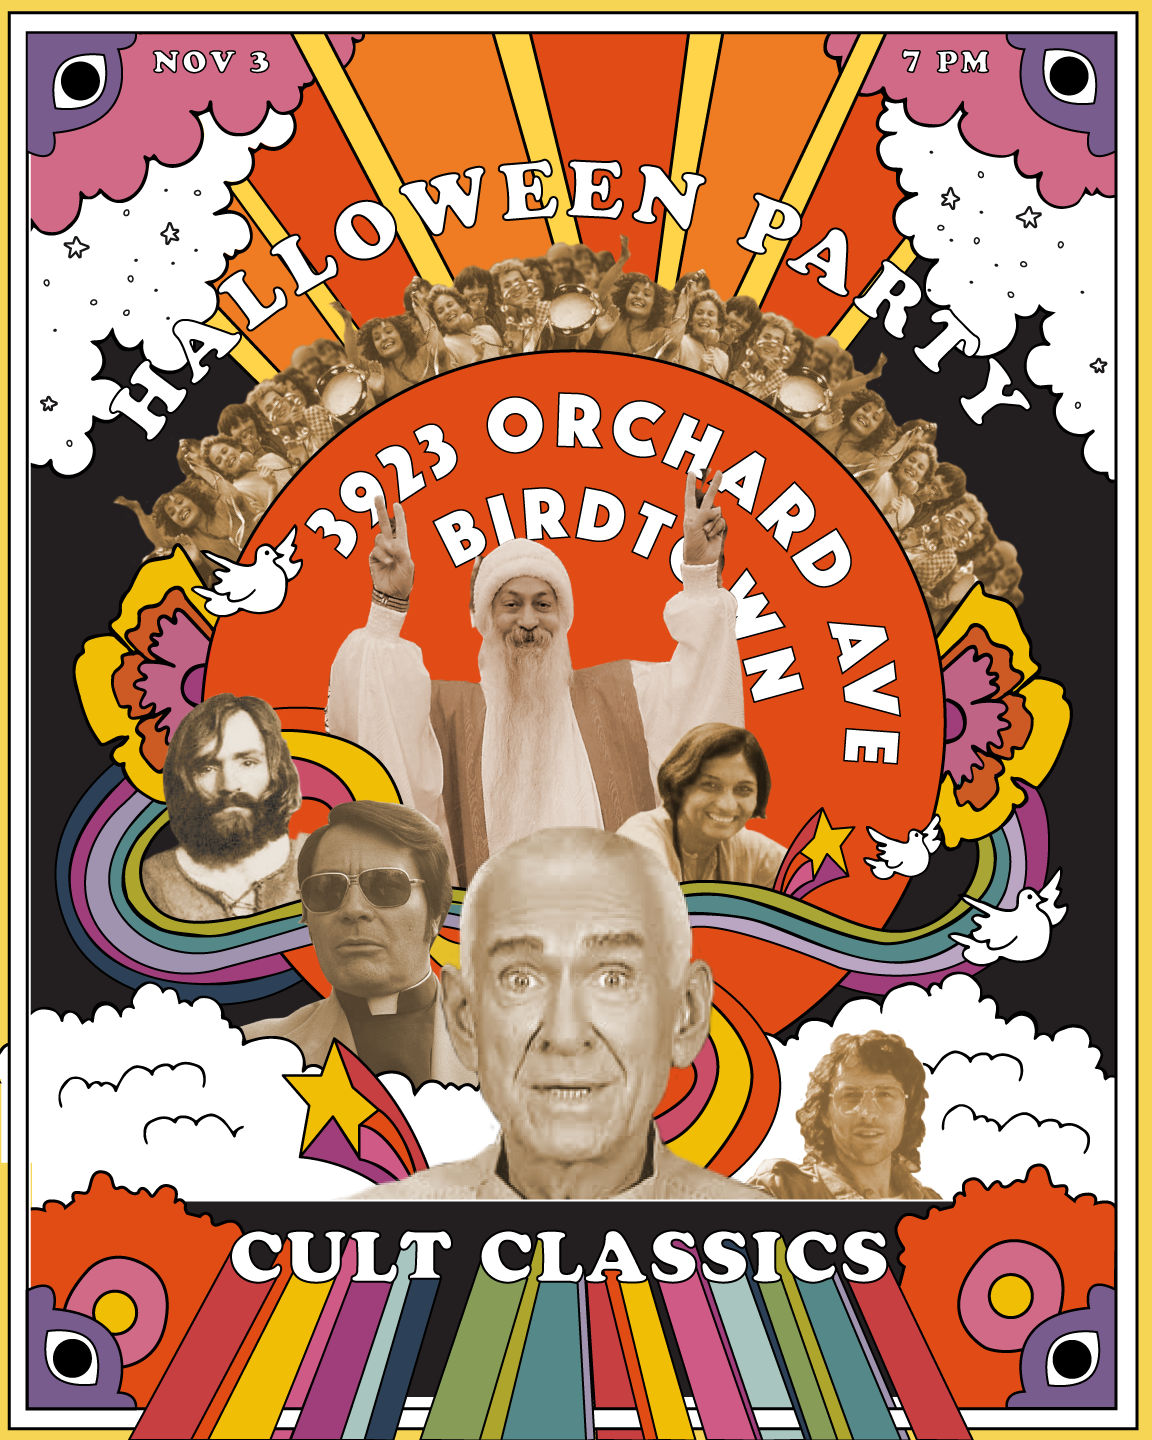 NOV 3
7 PM
HALLOWEEN PARTY
3923 ORCHARD AVE
BIRDTOWN
CULT CLASSICS